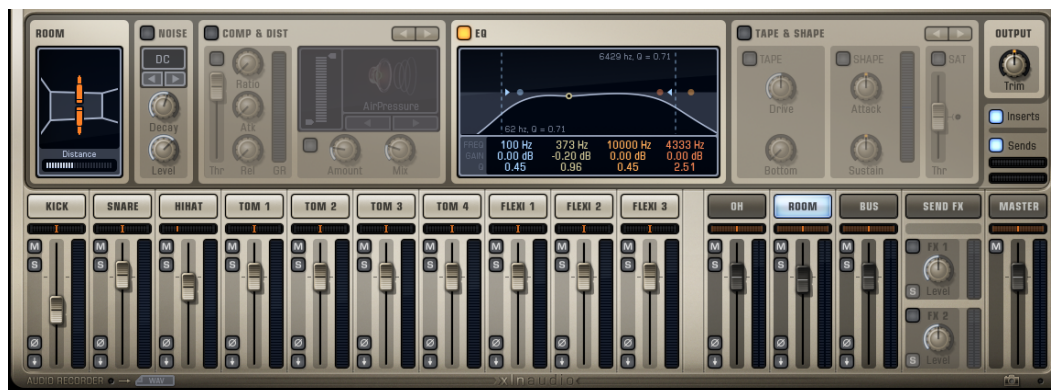 ROOM
NOISE
COMP & DIST
EQ
TAPE & SHAPE
OUTPUT
DC
Ratio
Atk
Thr
Rel
GR
AirPressure
Amount
Mix
Decay
Level
Distance
6429 hz, Q = 0.71
62 hz, Q = 0.71
FREQ 100 Hz 373 Hz 10000 Hz 4333 Hz
GAIN 0.00 dB -0.20 dB 0.00 dB 0.00 dB
Q 0.45 0.96 0.45 2.51
TAPE
SHAPE
SAT
Drive
Attack
Bottom
Sustain
Thr
Trim
Inserts
Sends
KICK SNARE HIHAT TOM 1 TOM 2 TOM 3 TOM 4 FLEXI 1 FLEXI 2 FLEXI 3 OH ROOM BUS SEND FX MASTER
M M M M M M M M M M M M M FX 1 M
S S S S S S S S S S S S S
S Level
FX 2
Ø Ø Ø Ø Ø Ø Ø Ø Ø Ø Ø Ø Ø
S Level
AUDIO RECORDER WAV
xlnaudio